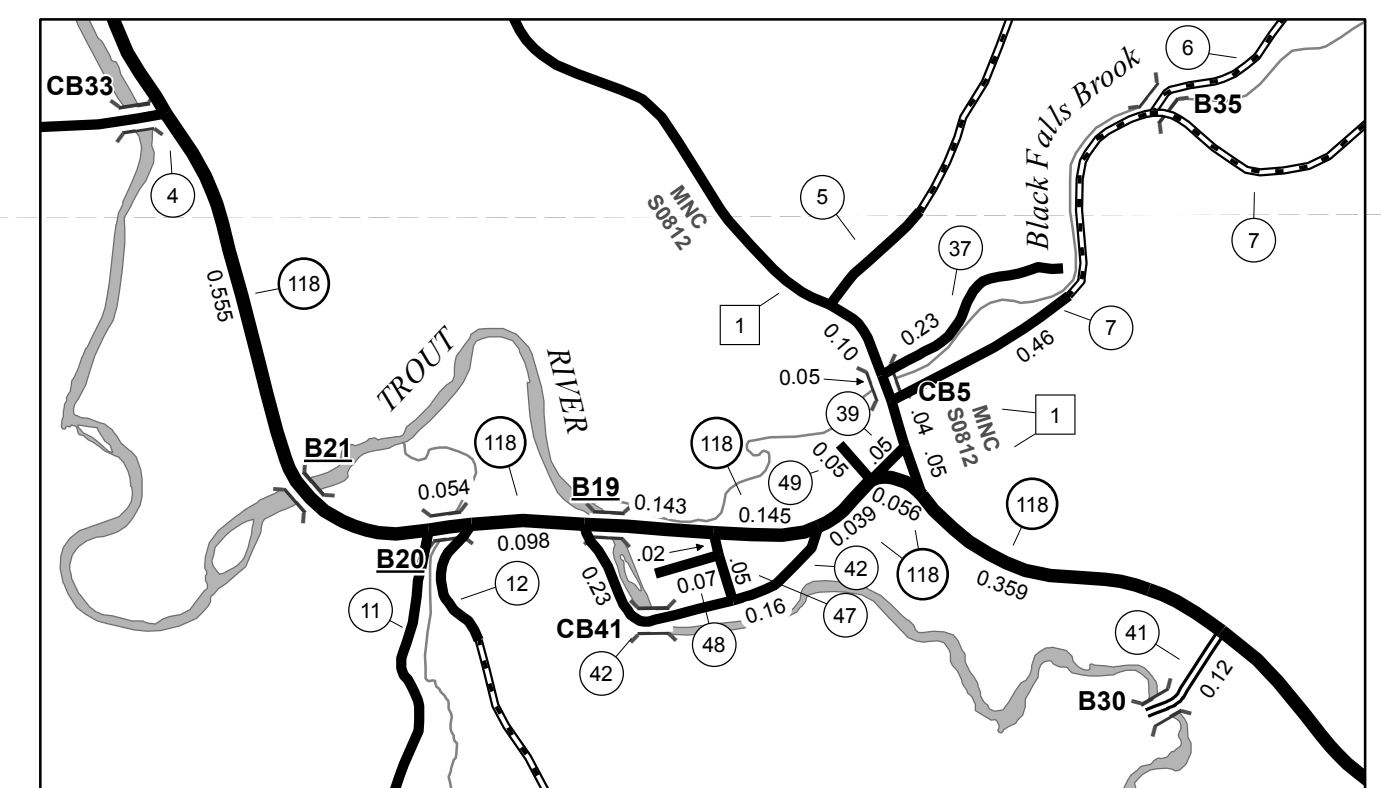 6
CB33
B35
Black Falls Brook
4
5
MNC
S0812
7
37
118
0.555
1
0.10
0.23
7
0.46
TROUT
RIVER
0.05
CB5
39
.04
MNC
S0812
1
B21
118
118
.05
.05
0.05
49
0.054
B19
0.143
0.145
0.056
118
B20
0.098
0.039
.02
.05
42
118
0.359
0.23
0.07
12
11
0.16
47
CB41
48
41
42
0.12
B30